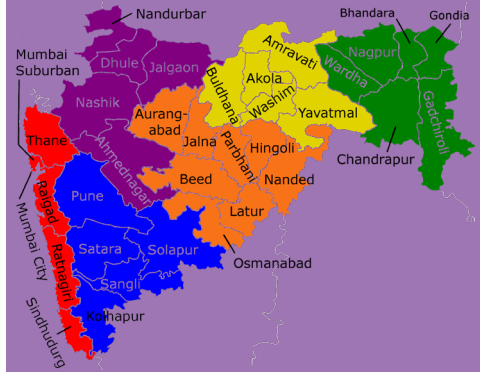 Nandurbar
Bhandara
Gondia
Mumbai
Suburban
Dhule
Jalgaon
Amravati
Nagpur
Wardha
Buldhana
Akola
Washim
Nashik
Aurang-
abad
Yavatmal
Gadchiroli
Thane
Jalna
Parbhani
Hingoli
Chandrapur
Ahmednagar
Beed
Nanded
Raigad
Pune
Latur
Mumbai City
Ratnagiri
Satara
Solapur
Osmanabad
Sangli
Sindhudurg
Kolhapur